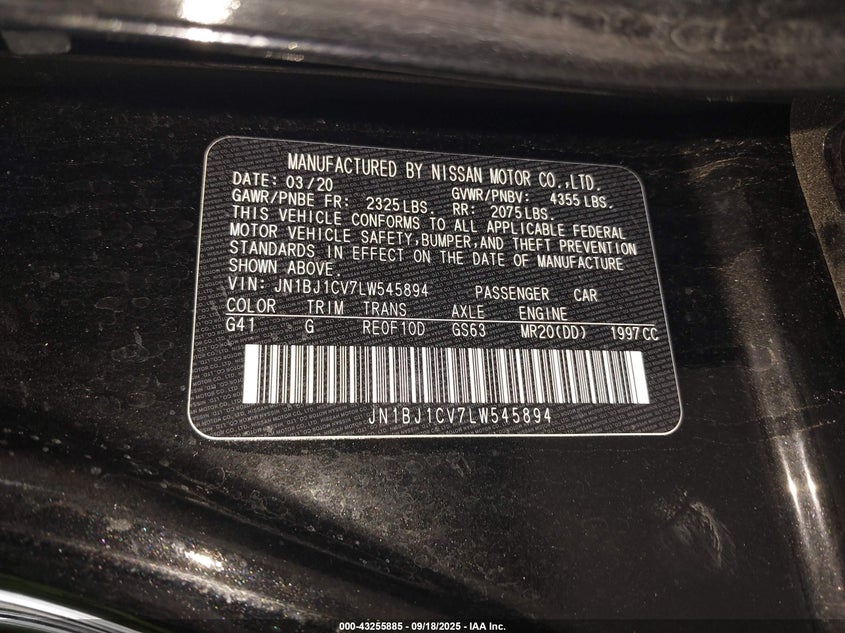 MANUFACTURED BY NISSAN MOTOR CO.,LTD.
DATE: 03/20 GVWR/PNBV: 4355 LBS.
GAWR/PNBE FR: 2325 LBS. RR: 2075 LBS.
THIS VEHICLE CONFORMS TO ALL APPLICABLE FEDERAL
MOTOR VEHICLE SAFETY, BUMPER, AND THEFT PREVENTION
STANDARDS IN EFFECT ON THE DATE OF MANUFACTURE
SHOWN ABOVE.
VIN: JN1BJ1CV7LW545894 PASSENGER CAR
COLOR TRIM TRANS AXLE ENGINE
G41 G RE0F10D GS63 MR20(DD) 1997CC
JN1BJ1CV7LW545894
000-43255885 - 09/18/2025 - IAA Inc.